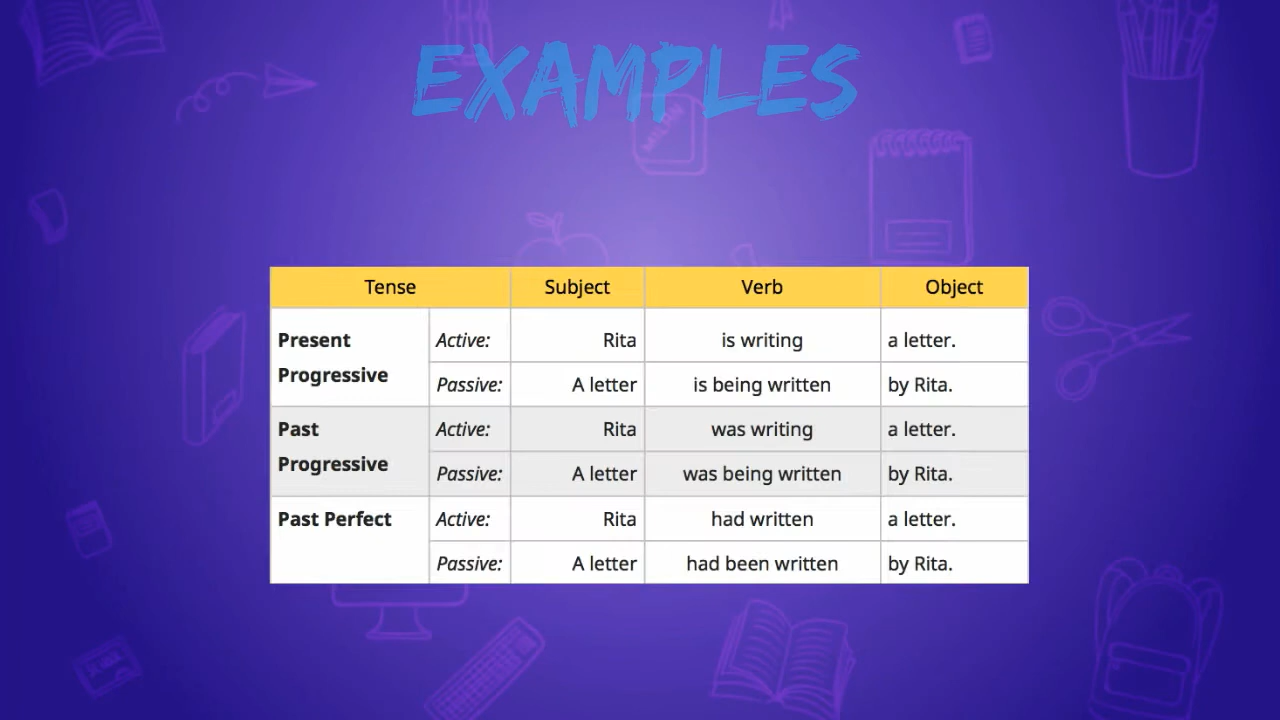 EXAMPLES
Tense Subject Verb Object
Present Progressive Active: Rita is writing a letter.
Passive: A letter is being written by Rita.
Past Progressive Active: Rita was writing a letter.
Passive: A letter was being written by Rita.
Past Perfect Active: Rita had written a letter.
Passive: A letter had been written by Rita.